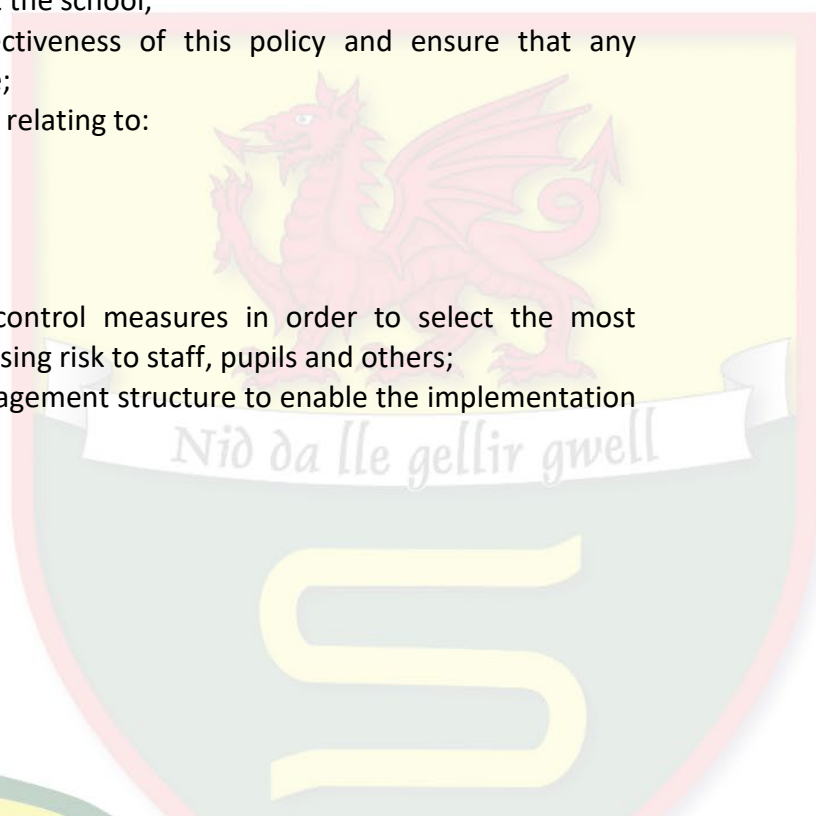 the school;
ectiveness of this policy and ensure that any
e;
relating to:
control measures in order to select the most
sing risk to staff, pupils and others;
agement structure to enable the implementation
Nid da lle gellir gwell